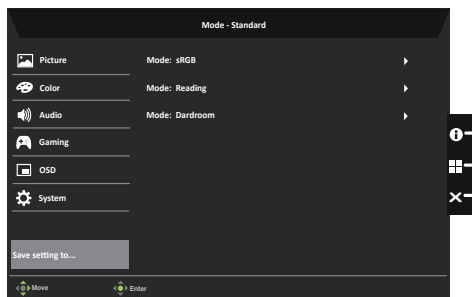 Mode - Standard
Picture
Mode: sRGB
Color
Mode: Reading
Audio
Mode: Dardroom
Gaming
OSD
System
Save setting to...
Move
Enter